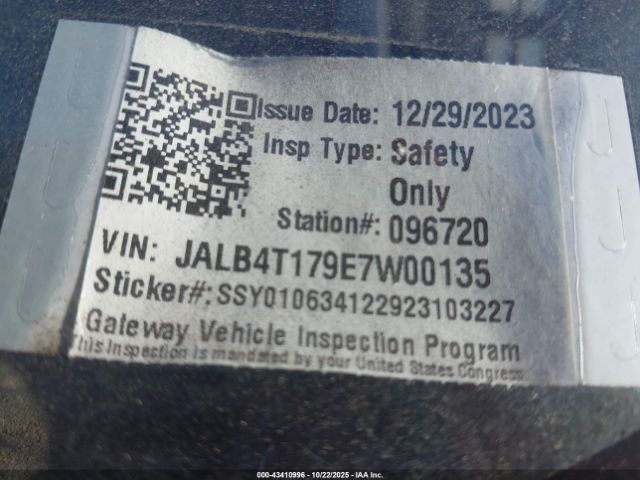 Issue Date: 12/29/2023
Insp Type: Safety
Only
Station#: 096720
VIN: JALB4T179E7W00135
Sticker#: SSY010634122923103227
Gateway Vehicle Inspection Program
This Inspection is mandated by your United States Congress
000-43410996 - 10/22/2025 - IAA Inc.